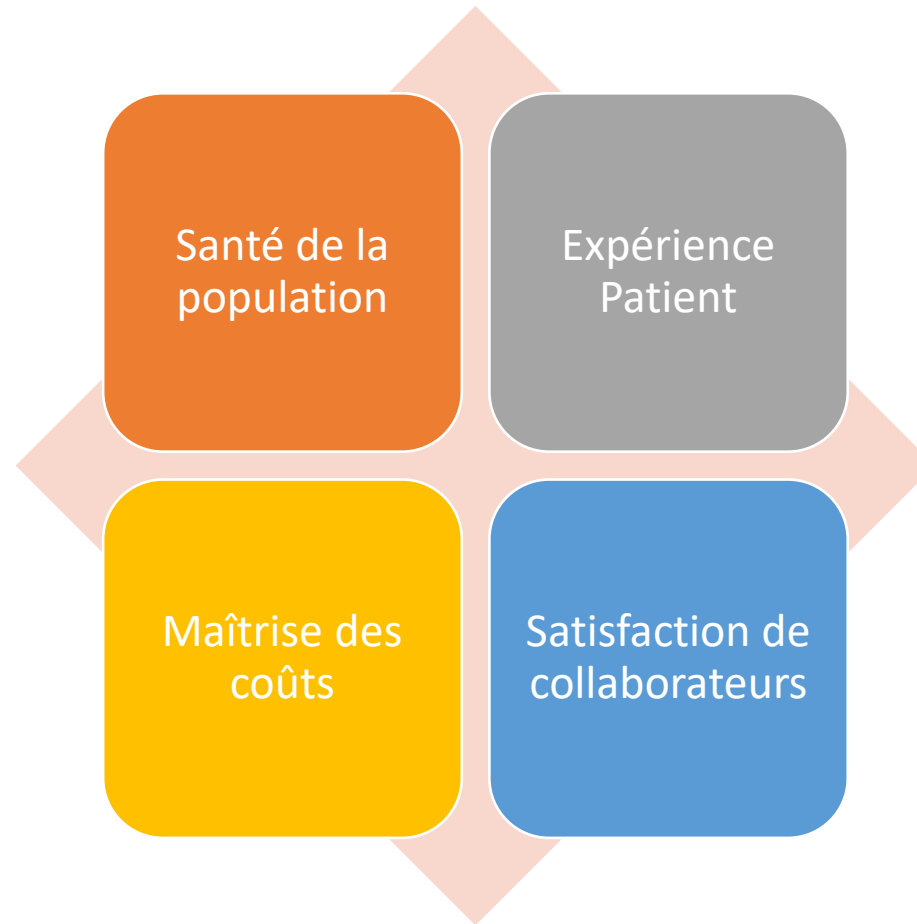 Santé de la
population
Expérience
Patient
Maîtrise des
coûts
Satisfaction de
collaborateurs